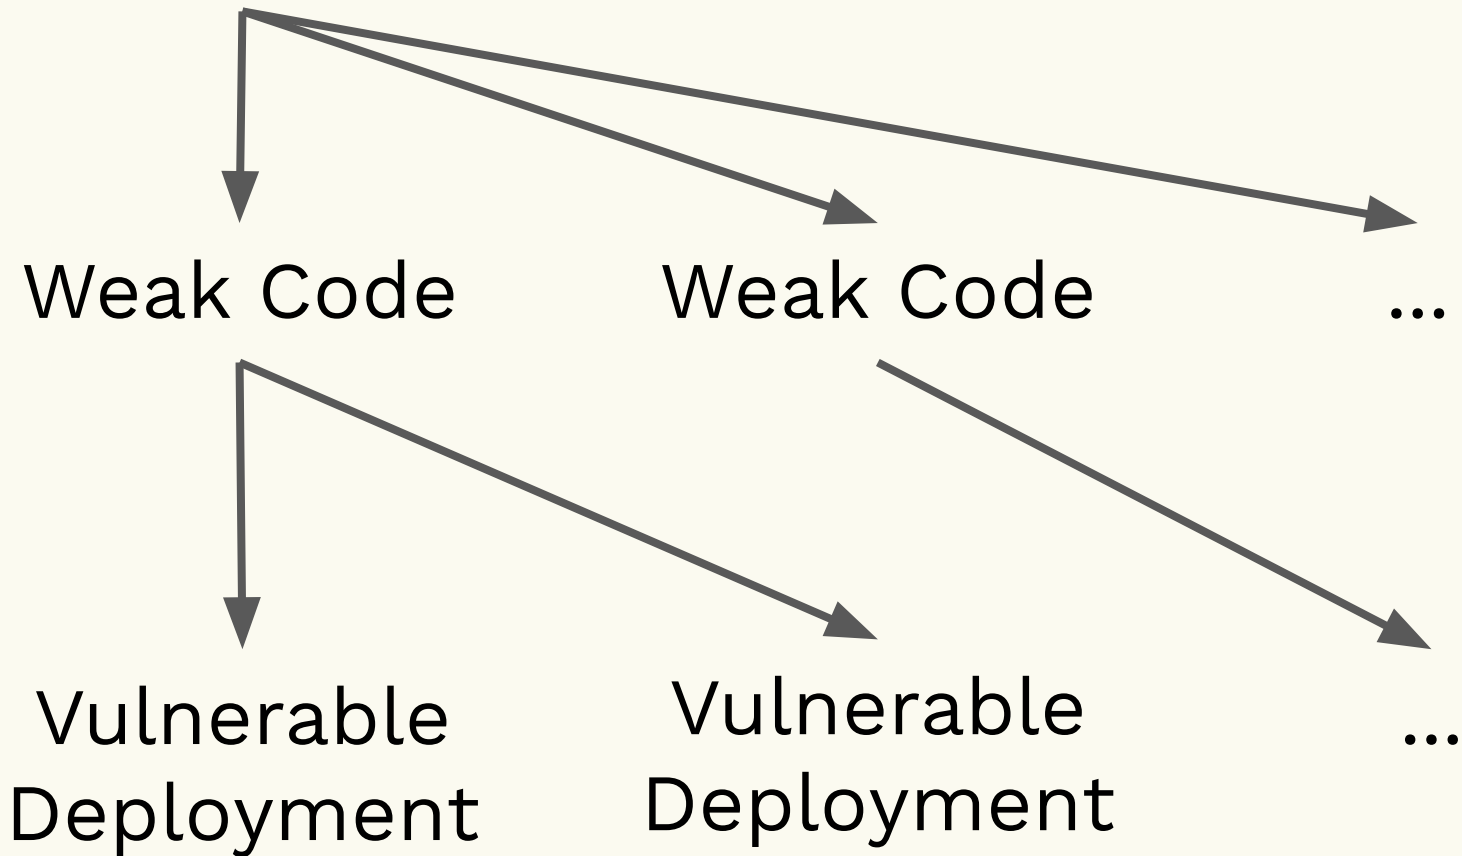 Weak Code
Weak Code
...
Vulnerable
Deployment
Vulnerable
Deployment
...